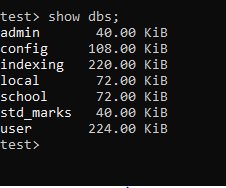 test> show dbs;
admin 40.00 KiB
config 108.00 KiB
indexing 220.00 KiB
local 72.00 KiB
school 72.00 KiB
std_marks 40.00 KiB
user 224.00 KiB
test>